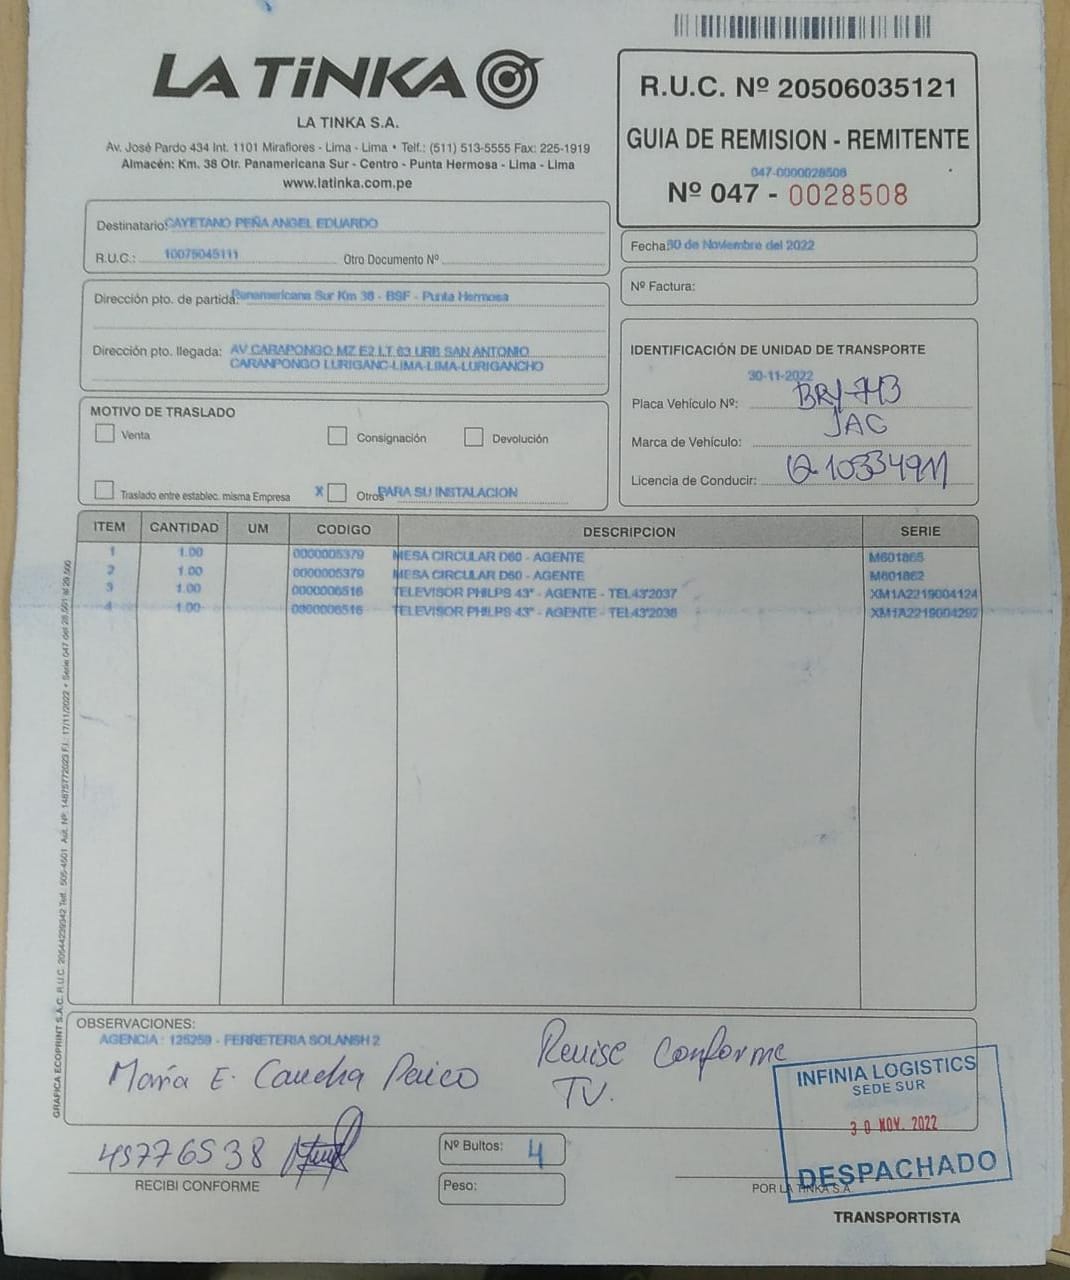 LA TiNKA
LA TINKA S.A.
Av. José Pardo 434 Int. 1101 Miraflores - Lima - Lima • Telf.: (511) 513-5555 Fax: 225-1919
Almacén: Km. 38 Otr. Panamericana Sur - Centro - Punta Hermosa - Lima - Lima
www.latinka.com.pe
R.U.C. Nº 20506035121
GUIA DE REMISION - REMITENTE
047-0000028508
Nº 047 - 0028508
Destinatario: CAYETANO PEÑA ANGEL EDUARDO
R.U.C.: 10075045111 Otro Documento Nº
Fecha: 30 de Noviembre del 2022
Nº Factura:
Dirección pto. de partida: Panamericana Sur Km 38 - BSF - Punta Hermosa
Dirección pto. llegada: AV CARAPONGO MZ E2 LT 03 URB SAN ANTONIO
CARANPONGO LURIGANC-LIMA-LIMA-LURIGANCHO
IDENTIFICACIÓN DE UNIDAD DE TRANSPORTE
30-11-2022
Placa Vehículo Nº:
Marca de Vehículo: JAC
Licencia de Conducir: Q10334911
MOTIVO DE TRASLADO
Venta Consignación Devolución
Traslado entre establec. misma Empresa X Otros PARA SU INSTALACION
ITEM CANTIDAD UM CODIGO DESCRIPCION SERIE
1 1.00 0000005379 MESA CIRCULAR D60 - AGENTE M601865
2 1.00 0000005379 MESA CIRCULAR D60 - AGENTE M601862
3 1.00 0000006516 TELEVISOR PHILPS 43" - AGENTE - TEL43'2037 XM1A2219004124
4 1.00 0000006516 TELEVISOR PHILPS 43" - AGENTE - TEL43'2038 XM1A2219004292
GRAFICA ECOPRINT S.A.C. R.U.C. 20544239342 Telf. 505-4501 Aut. Nº: 14875772023 F.I.: 17/11/2022 • Serie 047 del 28,501 al 29,500
OBSERVACIONES:
AGENCIA : 125259 - FERRETERIA SOLANSH 2
María E. Caucha Paico
Revise Conforme
TV.
INFINIA LOGISTICS
SEDE SUR
30 NOV. 2022
DESPACHADO
45776538
RECIBI CONFORME
Nº Bultos: 4
Peso:
POR LA TINKA S.A.
TRANSPORTISTA